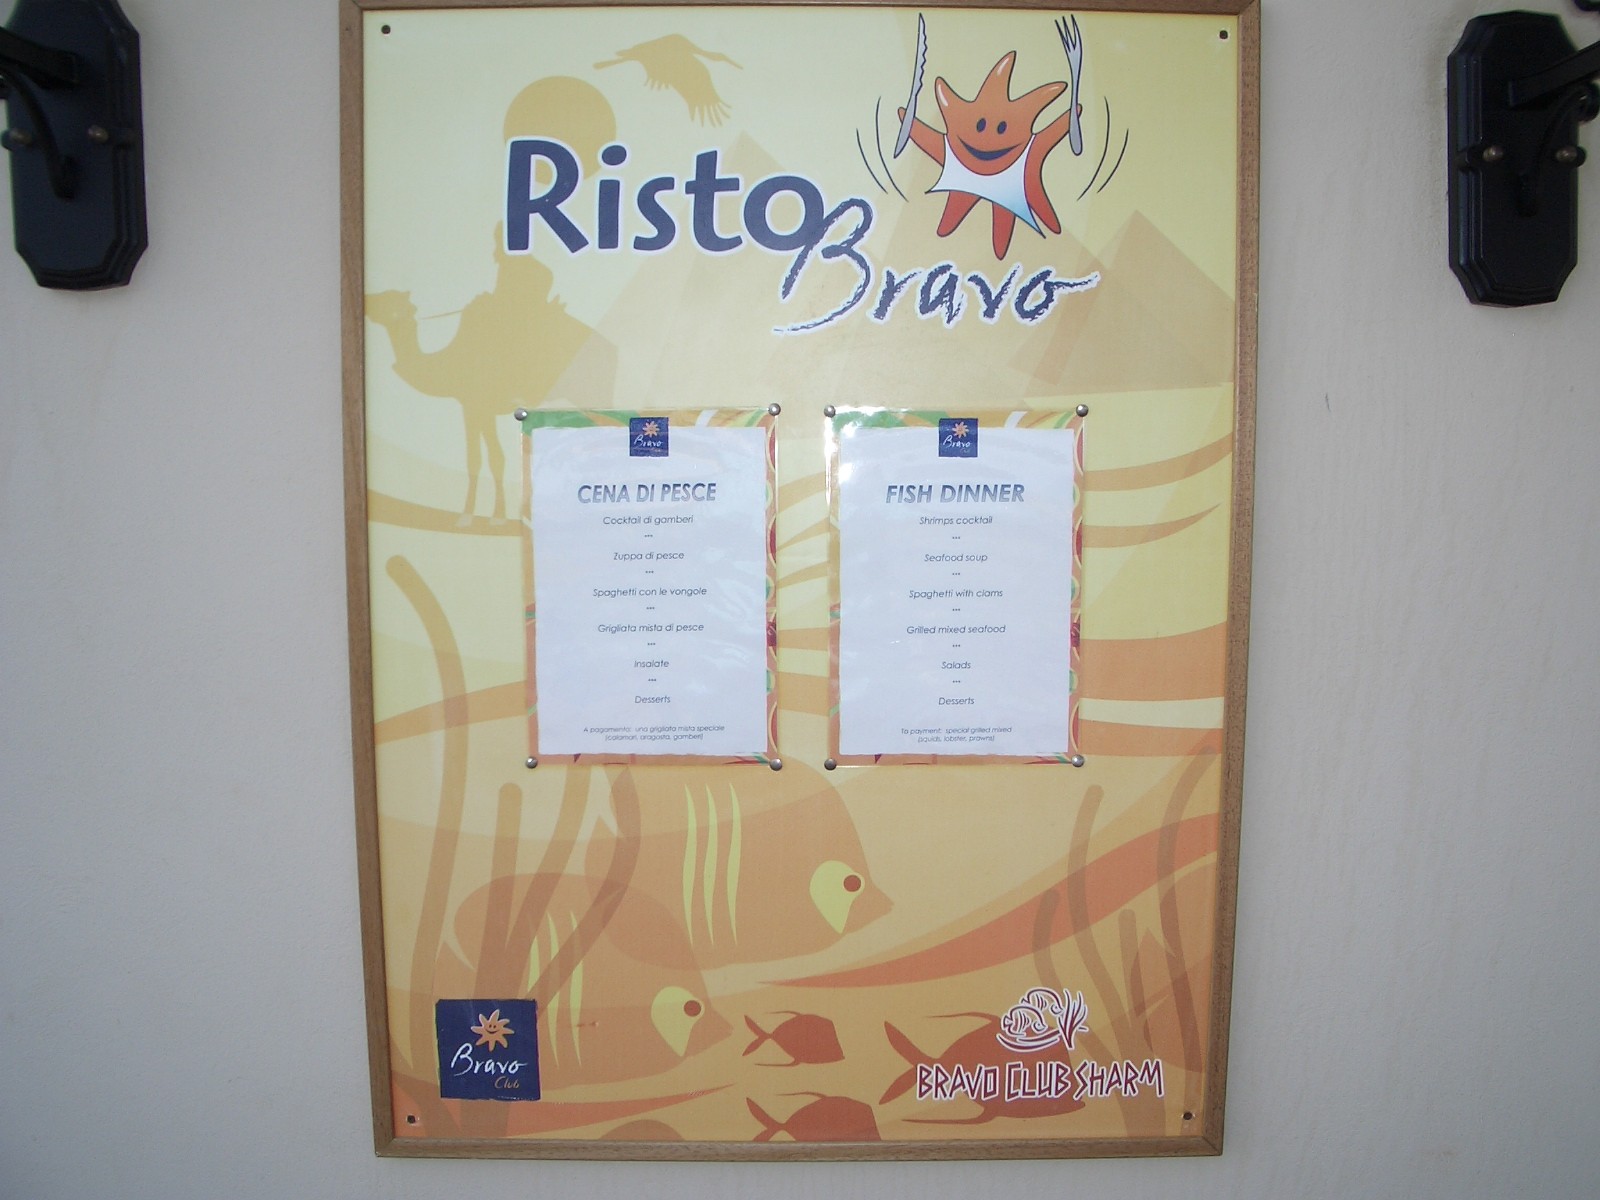 Risto
Bravo
Bravo
Club
CENA DI PESCE
Cocktail di gamberi
***
Zuppa di pesce
***
Spaghetti con le vongole
***
Grigliata mista di pesce
***
Insalate
***
Desserts
A pagamento: una grigliata mista speciale
(calamari, aragosta, gamberi)
Bravo
Club
FISH DINNER
Shrimps cocktail
***
Seafood soup
***
Spaghetti with clams
***
Grilled mixed seafood
***
Salads
***
Desserts
To payment: special grilled mixed
(squids, lobster, prawns)
Bravo
Club
BRAVO CLUB SHARM